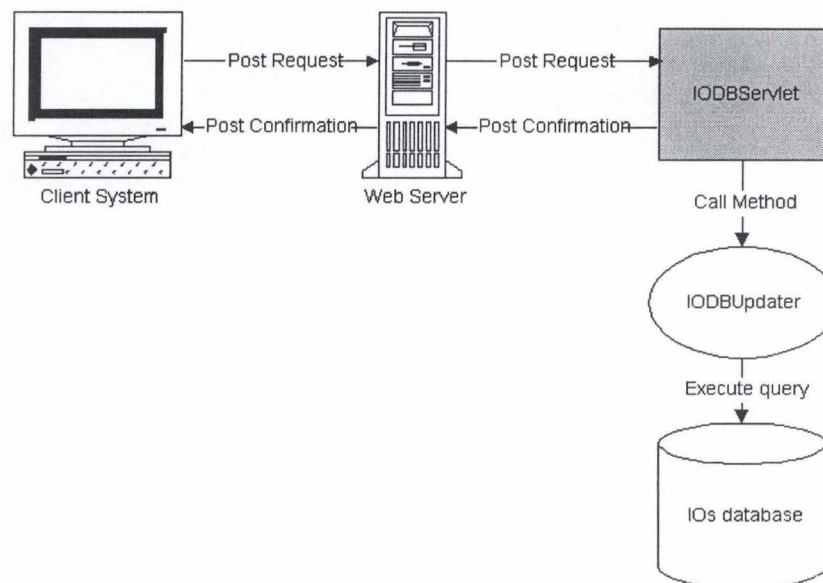 Post Request
Post Request
IODBServlet
Post Confirmation
Post Confirmation
Client System
Web Server
Call Method
IODBUpdater
Execute query
IOs database